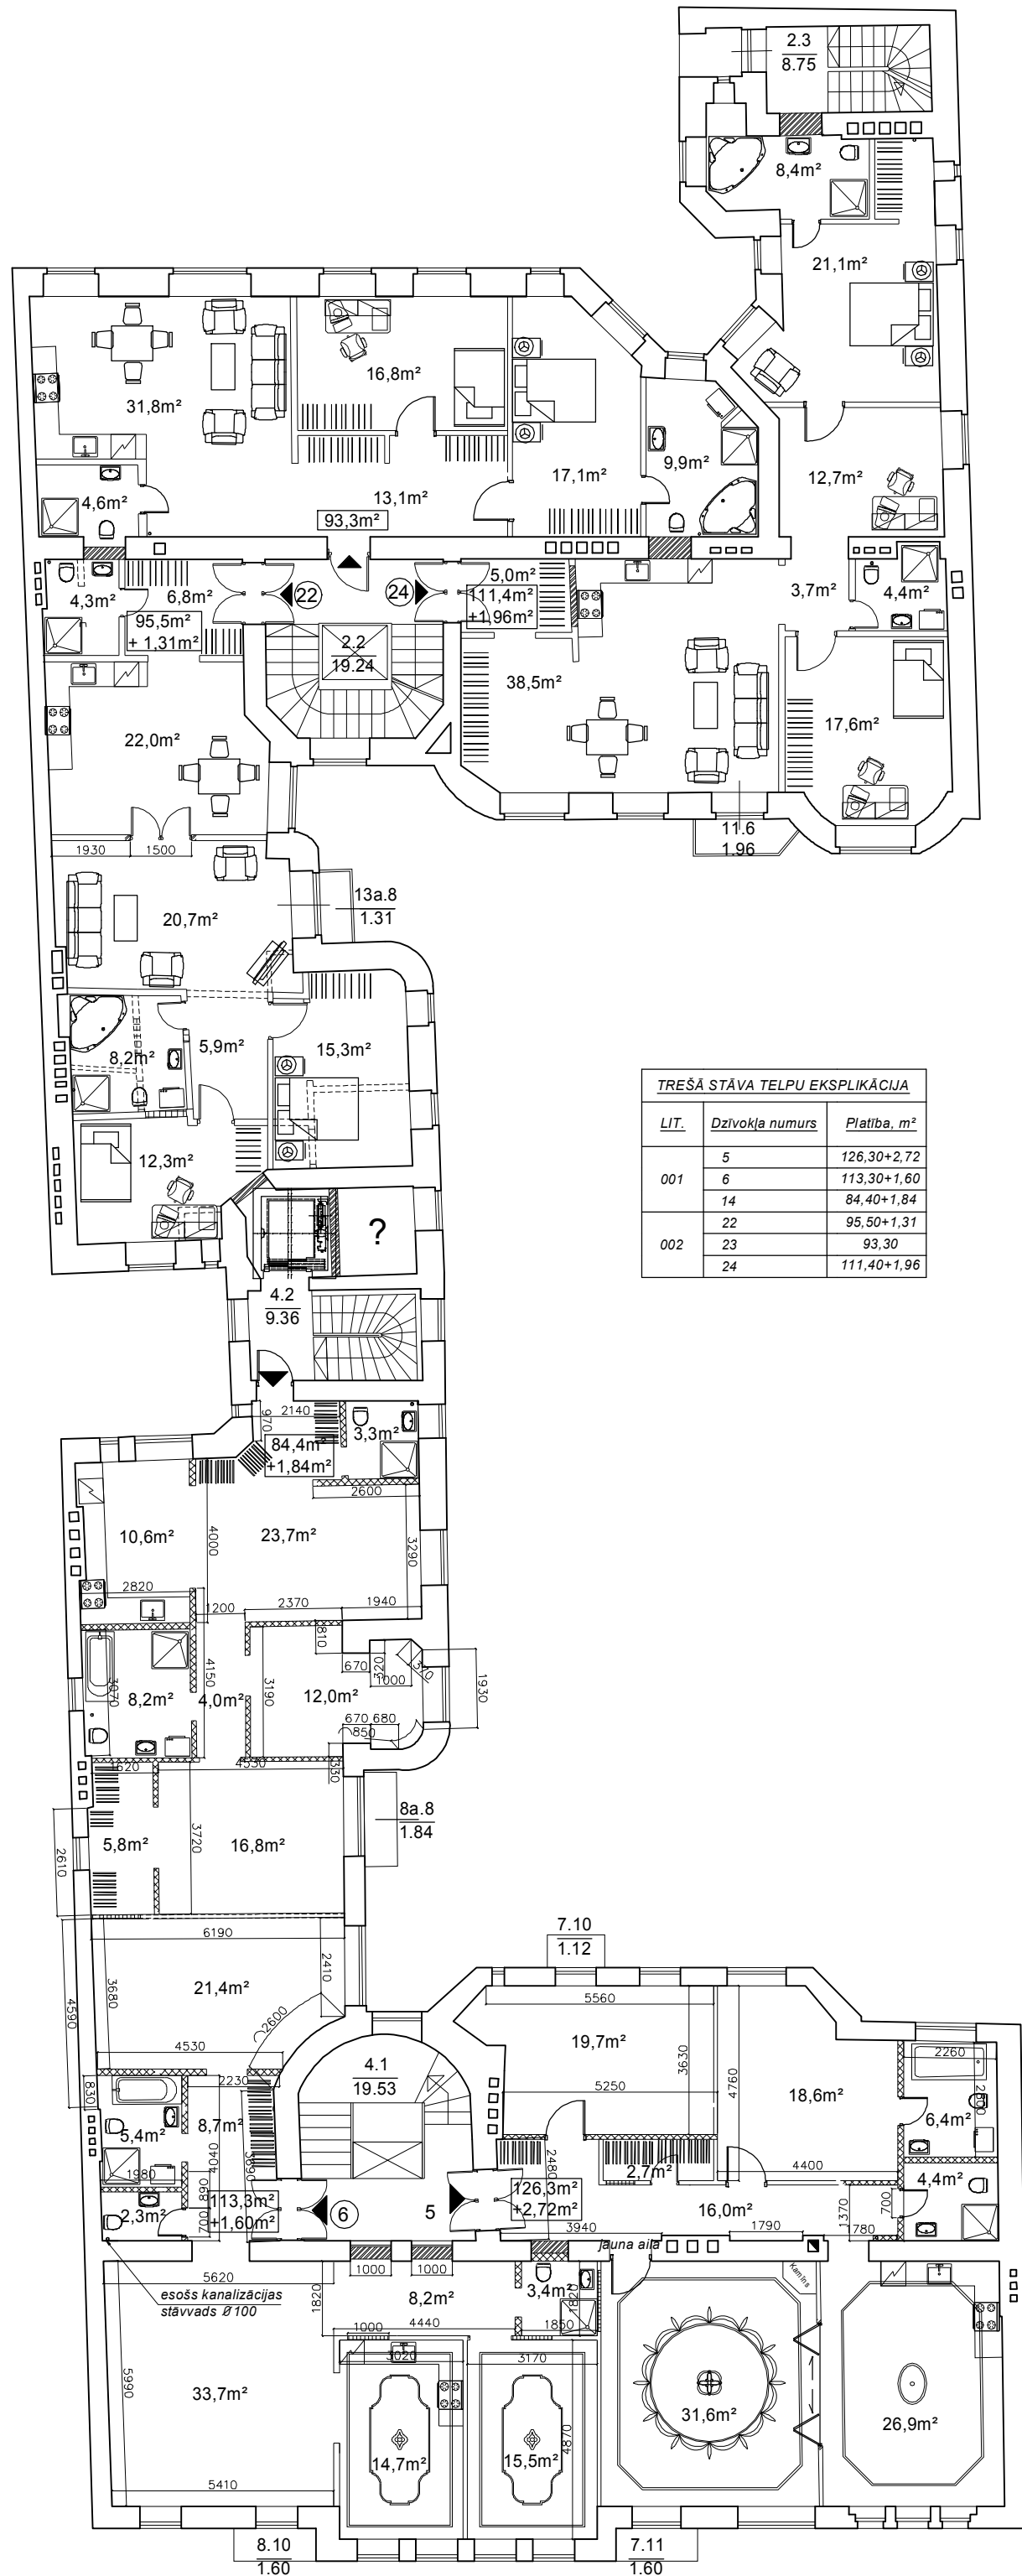 2.3
8.75
8,4m²
21,1m²
31,8m²
16,8m²
17,1m²
9,9m²
12,7m²
4,6m²
13,1m²
93,3m²
4,3m²
6,8m²
95,5m²
+ 1,31m²
22
24
5,0m²
111,4m²
+1,96m²
3,7m²
4,4m²
2.2
19.24
38,5m²
17,6m²
22,0m²
11.6
1.96
1930
1500
20,7m²
13a.8
1.31
8,2m²
5,9m²
15,3m²
12,3m²
?
TREŠĀ STĀVA TELPU EKSPLIKĀCIJA
LIT. Dzīvokļa numurs Platība, m²
001
5 126,30+2,72
6 113,30+1,60
14 84,40+1,84
002
22 95,50+1,31
23 93,30
24 111,40+1,96
4.2
9.36
2140
970
84,4m²
+1,84m²
3,3m²
2600
10,6m²
4000
23,7m²
3290
2820
1200
2370
1940
810
670
520
1000
370
1930
3070
8,2m²
4150
4,0m²
3190
12,0m²
670
680
850
330
1620
4530
5,8m²
3720
16,8m²
8a.8
1.84
2610
6190
2410
3680
4590
21,4m²
2600
4530
2230
7.10
1.12
5560
19,7m²
3630
5250
4760
18,6m²
2260
2800
6,4m²
4.1
19.53
830
5,4m²
8,7m²
4040
3690
1980
890
2,3m²
700
113,3m²
+1,60m²
6
5
2480
126,3m²
+2,72m²
2,7m²
4400
16,0m²
4,4m²
1370
700
3940
1790
1780
jauna aila
Kamīns
5620
esošs kanalizācijas
stāvvads Ø100
1000
1000
1820
8,2m²
3,4m²
1820
4440
1850
1000
3020
3170
5990
33,7m²
14,7m²
15,5m²
4870
31,6m²
26,9m²
5410
8.10
1.60
7.11
1.60